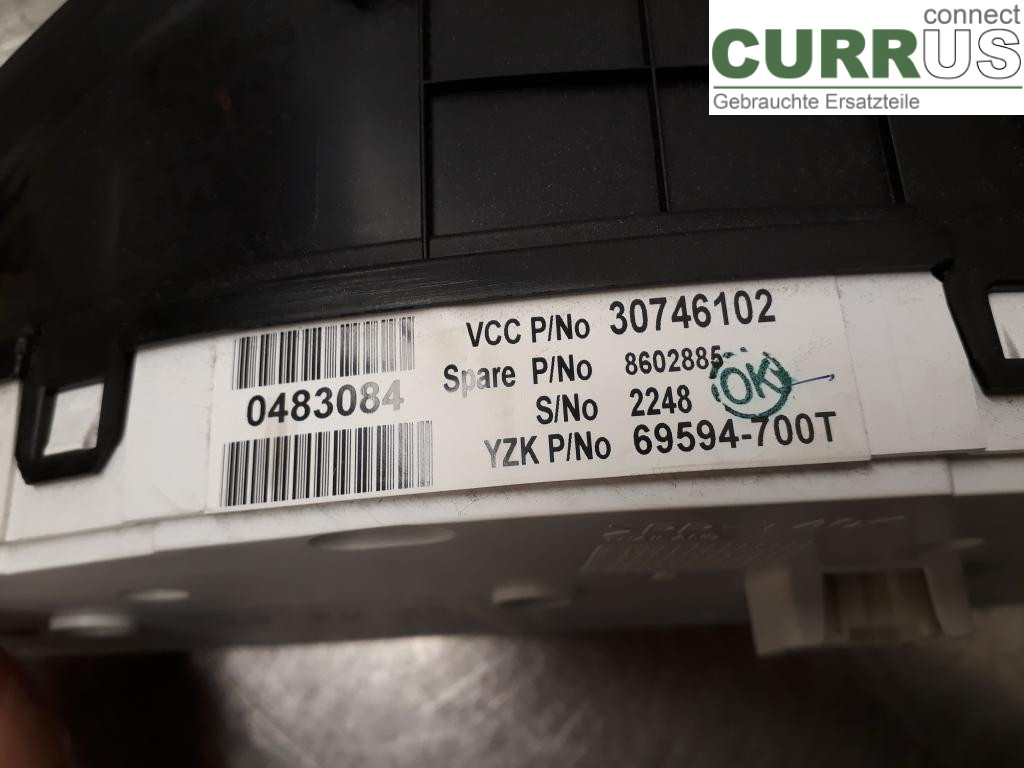 connect
CURRUS
Gebrauchte Ersatzteile
VCC P/No 30746102
Spare P/No 8602885
S/No 2248
YZK P/No 69594-700T
OK
0483084